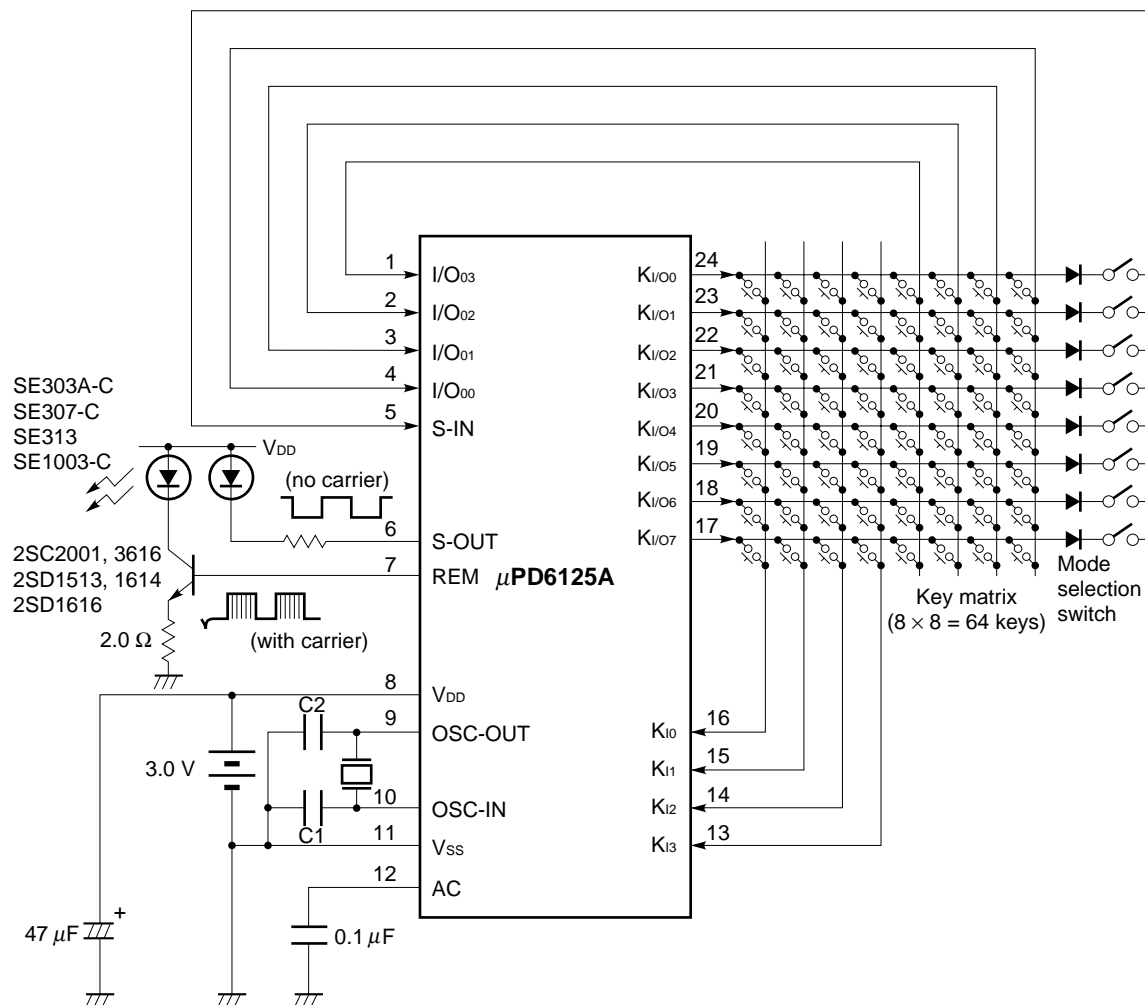 1
I/O03
2
I/O02
3
I/O01
4
I/O00
5
S-IN
SE303A-C
SE307-C
SE313
SE1003-C
VDD
(no carrier)
6
S-OUT
7
REM
µPD6125A
2SC2001, 3616
2SD1513, 1614
2SD1616
(with carrier)
2.0 Ω
8
VDD
C2
9
OSC-OUT
3.0 V
10
OSC-IN
C1
11
VSS
12
AC
47 µF
+
0.1 µF
KI/O0
24
KI/O1
23
KI/O2
22
KI/O3
21
KI/O4
20
KI/O5
19
KI/O6
18
KI/O7
17
Key matrix
(8 × 8 = 64 keys)
Mode
selection
switch
KI0
16
KI1
15
KI2
14
KI3
13